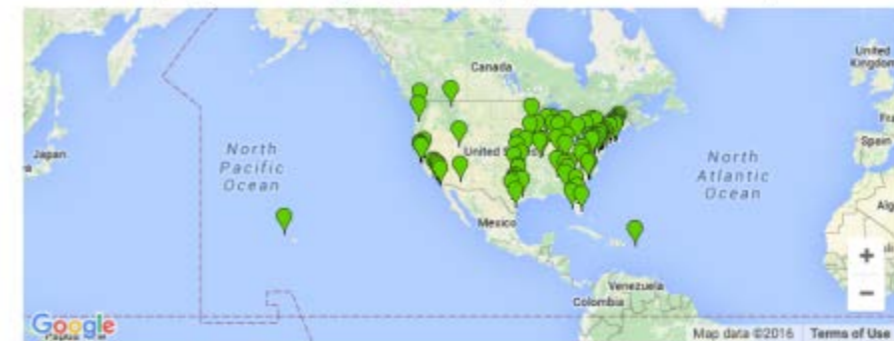 Canada
United
Kingdom
Japan
North
Pacific
Ocean
United
North
Atlantic
Ocean
Spain
Mexico
Venezuela
Colombia
+
−
Google
Map data ©2016 Terms of Use